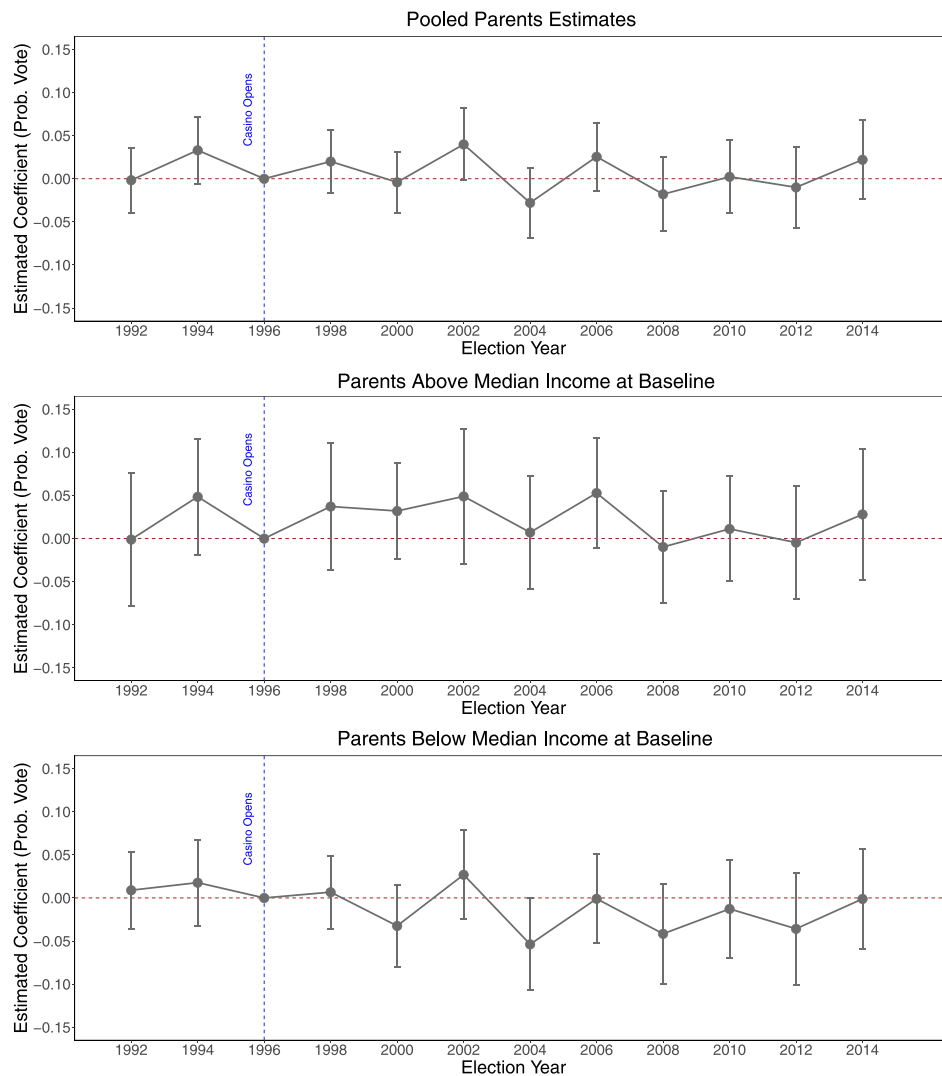 Pooled Parents Estimates
Estimated Coefficient (Prob. Vote)
0.15
0.10
0.05
0.00
−0.05
−0.10
−0.15
Casino Opens
1992 1994 1996 1998 2000 2002 2004 2006 2008 2010 2012 2014
Election Year
Parents Above Median Income at Baseline
Estimated Coefficient (Prob. Vote)
0.15
0.10
0.05
0.00
−0.05
−0.10
−0.15
Casino Opens
1992 1994 1996 1998 2000 2002 2004 2006 2008 2010 2012 2014
Election Year
Parents Below Median Income at Baseline
Estimated Coefficient (Prob. Vote)
0.15
0.10
0.05
0.00
−0.05
−0.10
−0.15
Casino Opens
1992 1994 1996 1998 2000 2002 2004 2006 2008 2010 2012 2014
Election Year